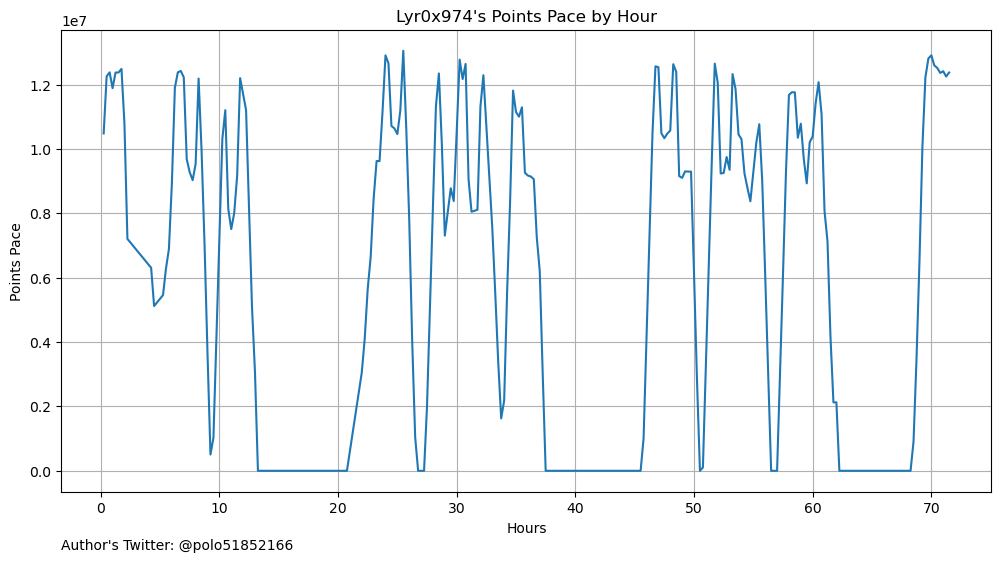 Lyr0x974's Points Pace by Hour
1e7
1.2
1.0
0.8
0.6
0.4
0.2
0.0
Points Pace
0 10 20 30 40 50 60 70
Hours
Author's Twitter: @polo51852166